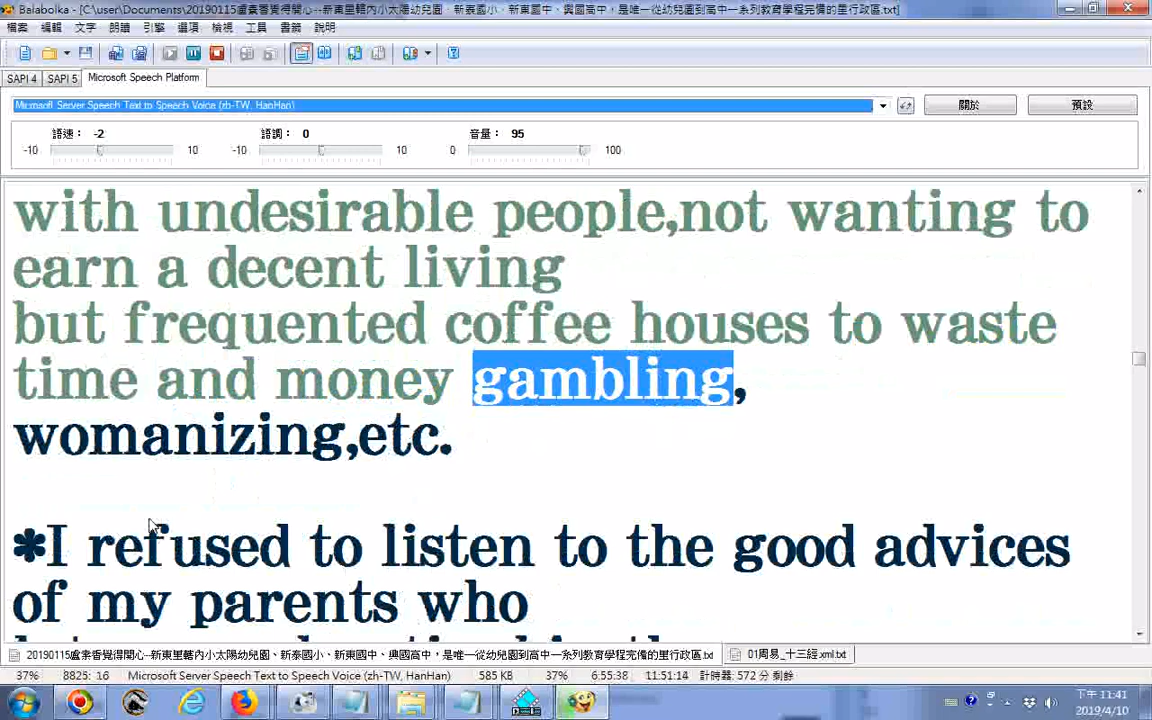 Balabolka - [C:\user\Documents\20190115盧素香覺得開心--新東里轄內小太陽幼兒園、新泰國小、新東國中、興國高中，是唯一從幼兒園到高中一系列教育學程完備的里行政區.txt]
檔案 編輯 文字 朗讀 引擎 選項 檢視 工具 書籤 說明
SAPI 4 SAPI 5 Microsoft Speech Platform
Microsoft Server Speech Text to Speech Voice (zh-TW, HanHan) 關於 預設
語速： -2 語調： 0 音量： 95
-10 10 -10 10 0 100
with undesirable people,not wanting to
earn a decent living
but frequented coffee houses to waste
time and money gambling,
womanizing,etc.
*I refused to listen to the good advices
of my parents who
20190115盧素香覺得開心--新東里轄內小太陽幼兒園、新泰國小、新東國中、興國高中，是唯一從幼兒園到高中一系列教育學程完備的里行政區.txt 01周易_十三經.xml.txt
37% 8825: 16 Microsoft Server Speech Text to Speech Voice (zh-TW, HanHan) 585 KB 37% 6:55:38 11:51:14 計時器: 572 分 剩餘
下午 11:41
2019/4/10